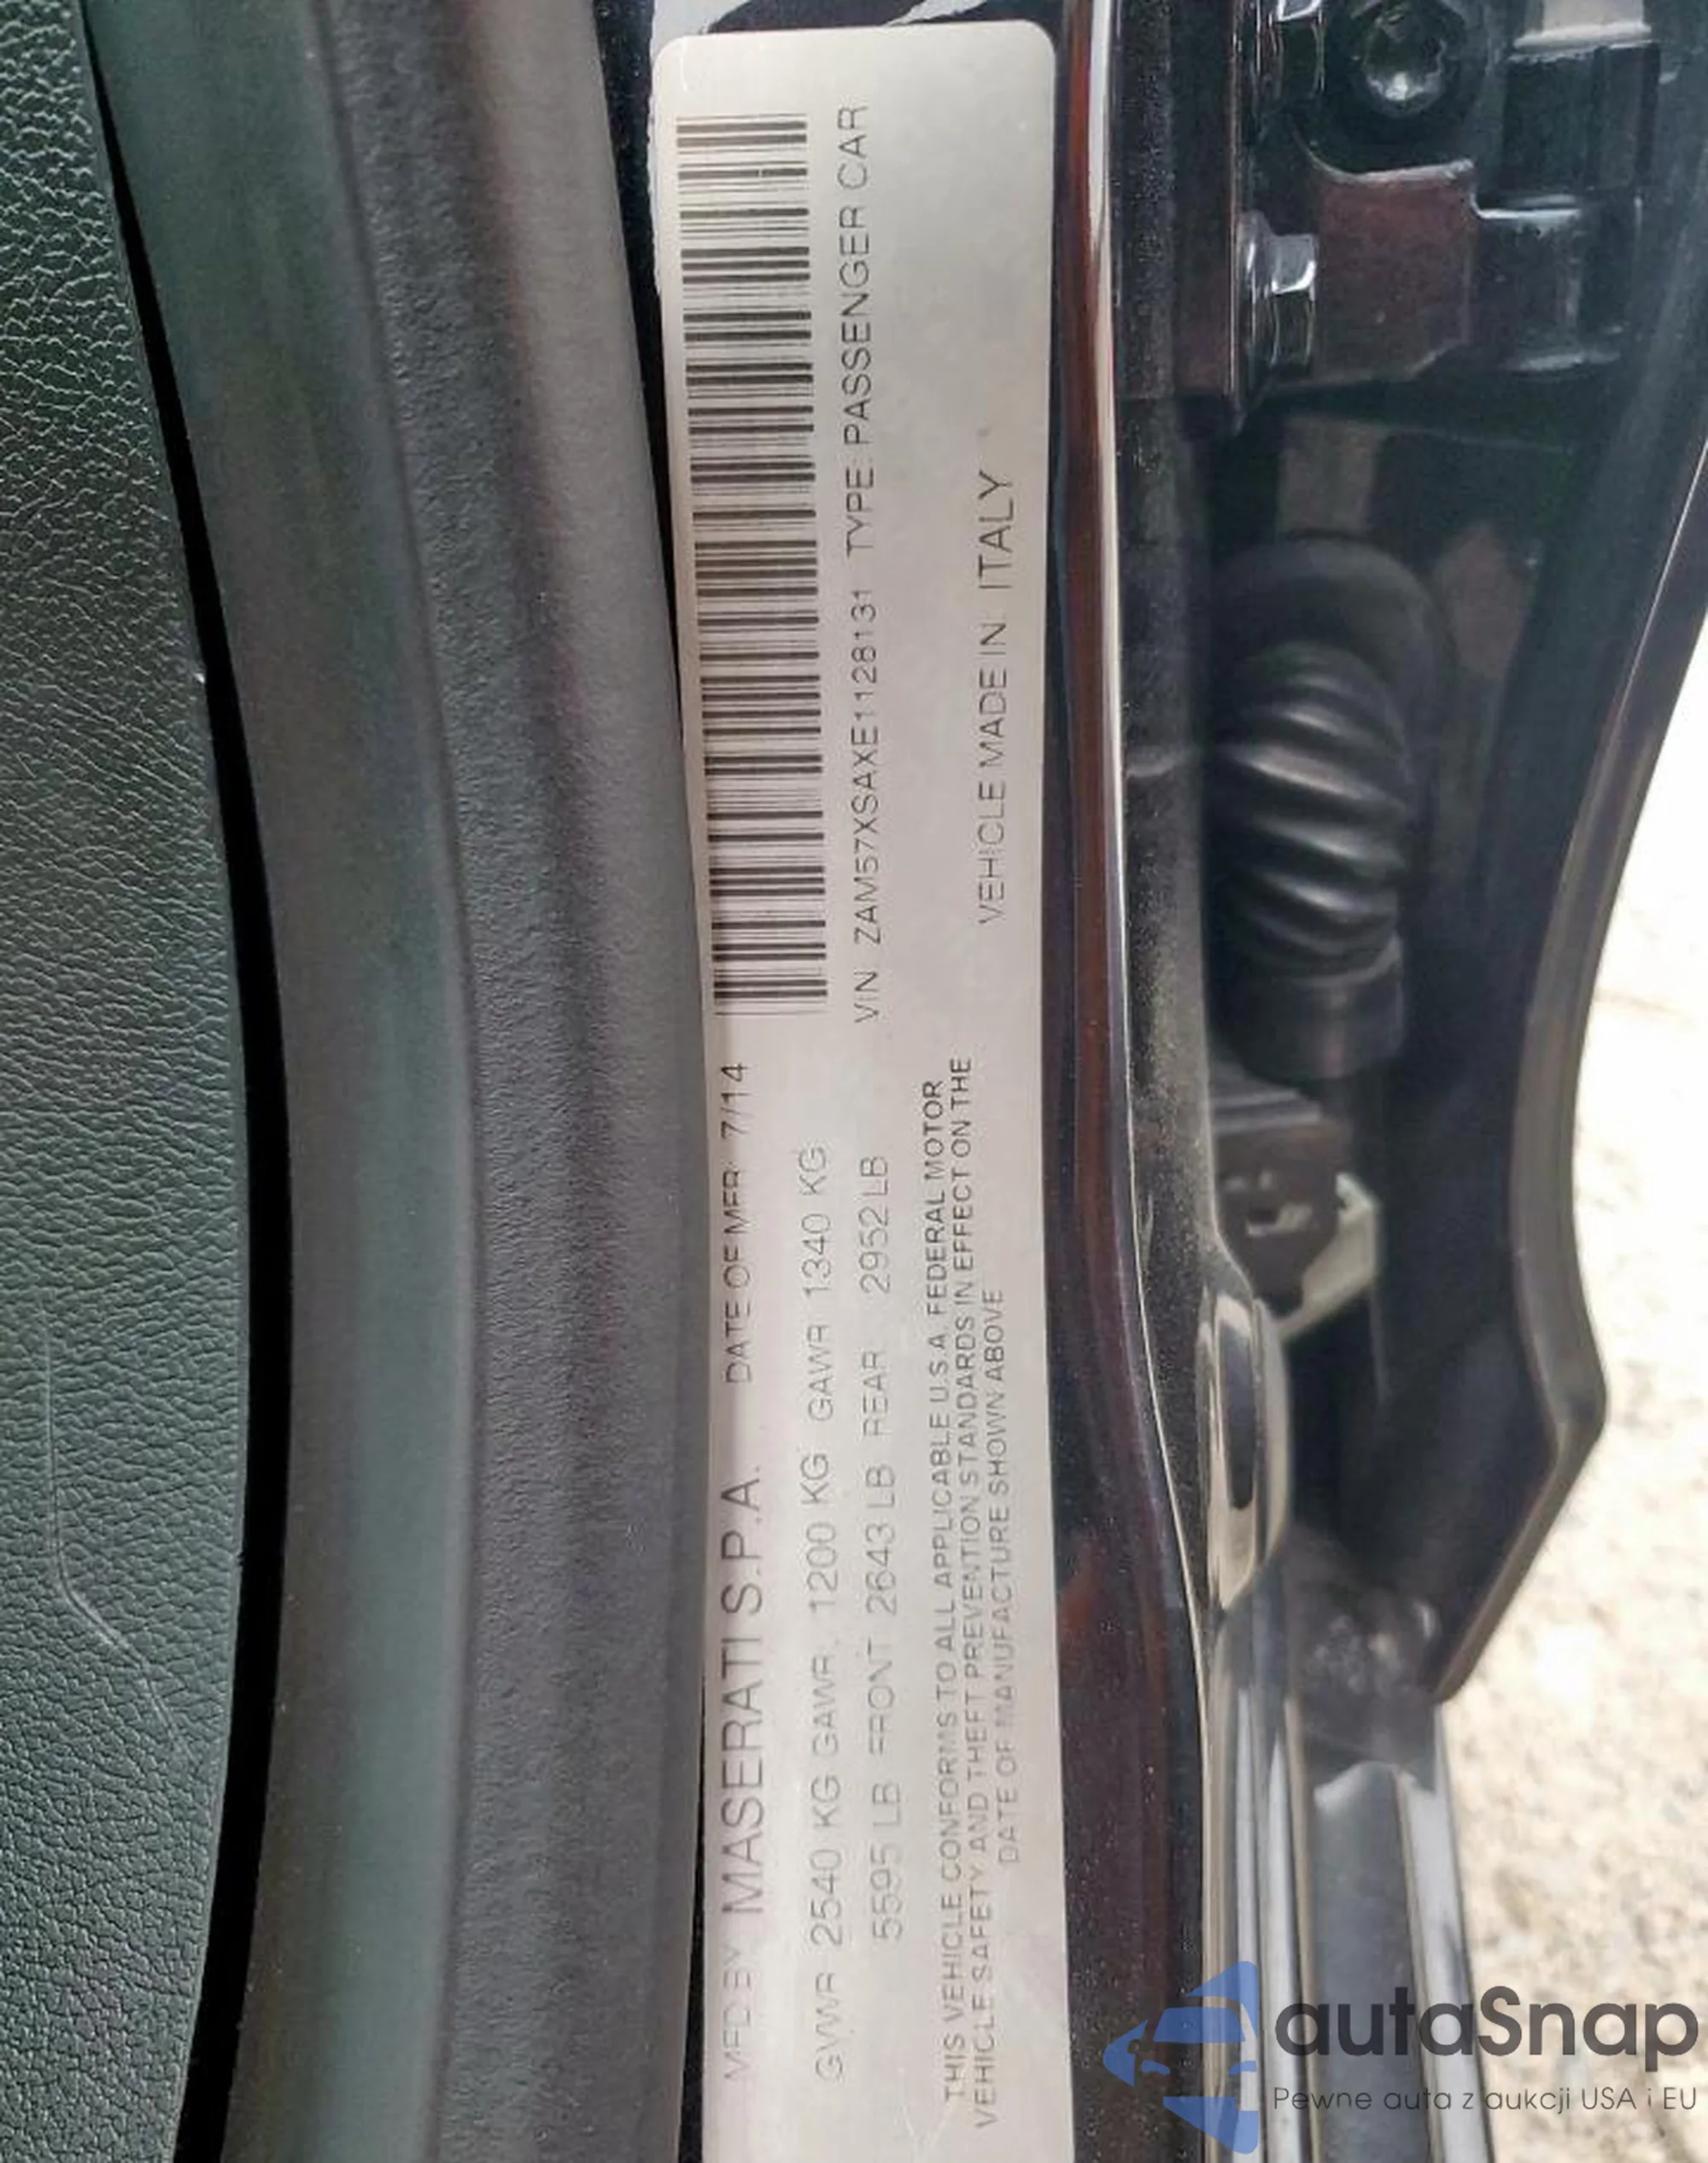 MFD BY MASERATI S.P.A. DATE OF MFR: 7/14
GVWR 2540 KG GAWR. 1200 KG GAWR 1340 KG
5595 LB FRONT 2643 LB REAR 2952 LB
VIN ZAM57XSAXE1128131 TYPE: PASSENGER CAR
THIS VEHICLE CONFORMS TO ALL APPLICABLE U.S.A. FEDERAL MOTOR
VEHICLE SAFETY AND THEFT PREVENTION STANDARDS IN EFFECT ON THE
DATE OF MANUFACTURE SHOWN ABOVE
VEHICLE MADE IN ITALY
autaSnap
Pewne auta z aukcji USA i EU